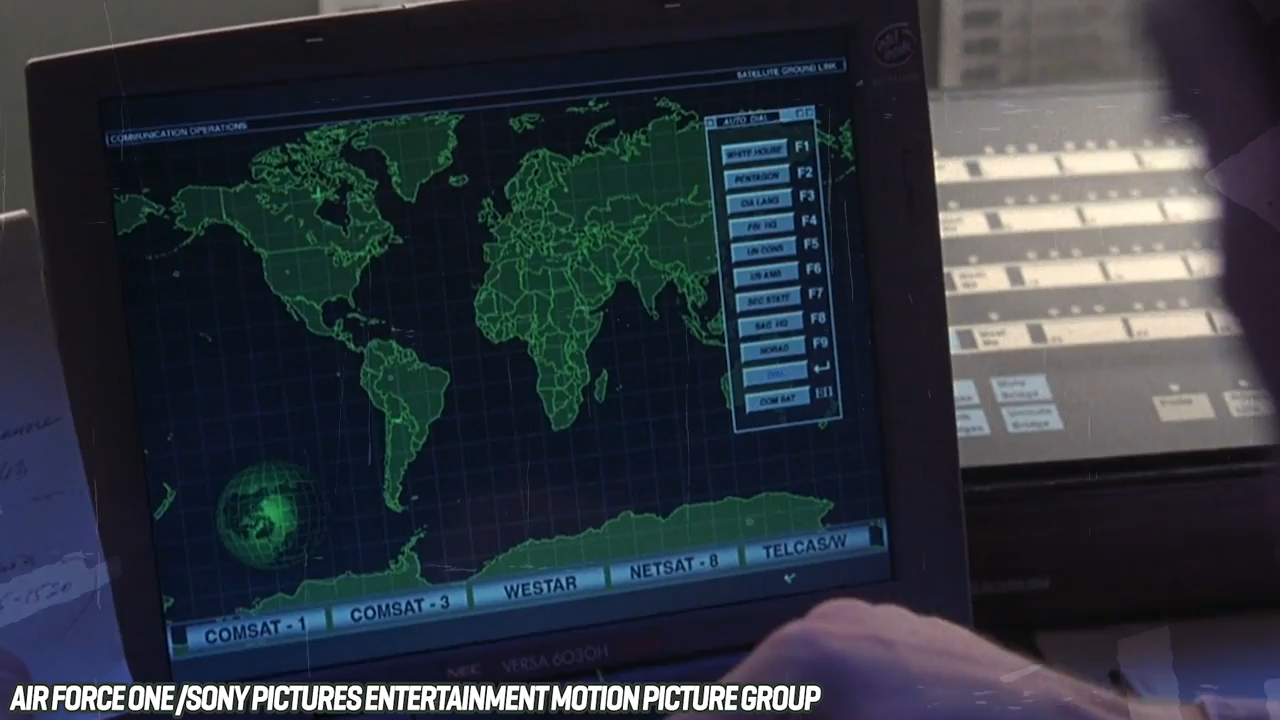 SATELLITE GROUND LINK
COMMUNICATION OPERATIONS
AUTO DIAL
WHITE HOUSE F1
PENTAGON F2
CIA LANG F3
FBI HQ F4
UN CONS F5
US AMB F6
SEC STATE F7
SAC HQ F8
NORAD F9
DIAL
COM SAT
COMSAT - 1
COMSAT - 3
WESTAR
NETSAT - 8
TELCAS/W
NEC VERSA 6030H
AIR FORCE ONE /SONY PICTURES ENTERTAINMENT MOTION PICTURE GROUP